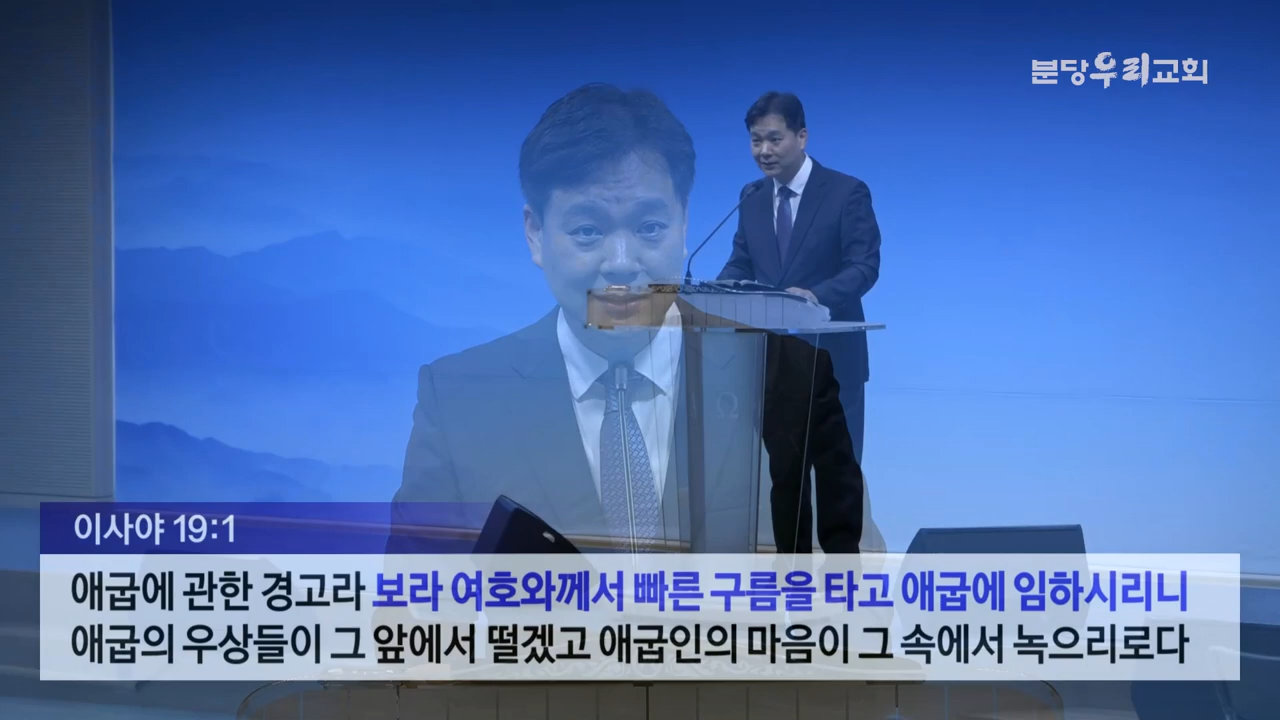 분당우리교회
이사야 19:1
애굽에 관한 경고라 보라 여호와께서 빠른 구름을 타고 애굽에 임하시리니
애굽의 우상들이 그 앞에서 떨겠고 애굽인의 마음이 그 속에서 녹으리로다